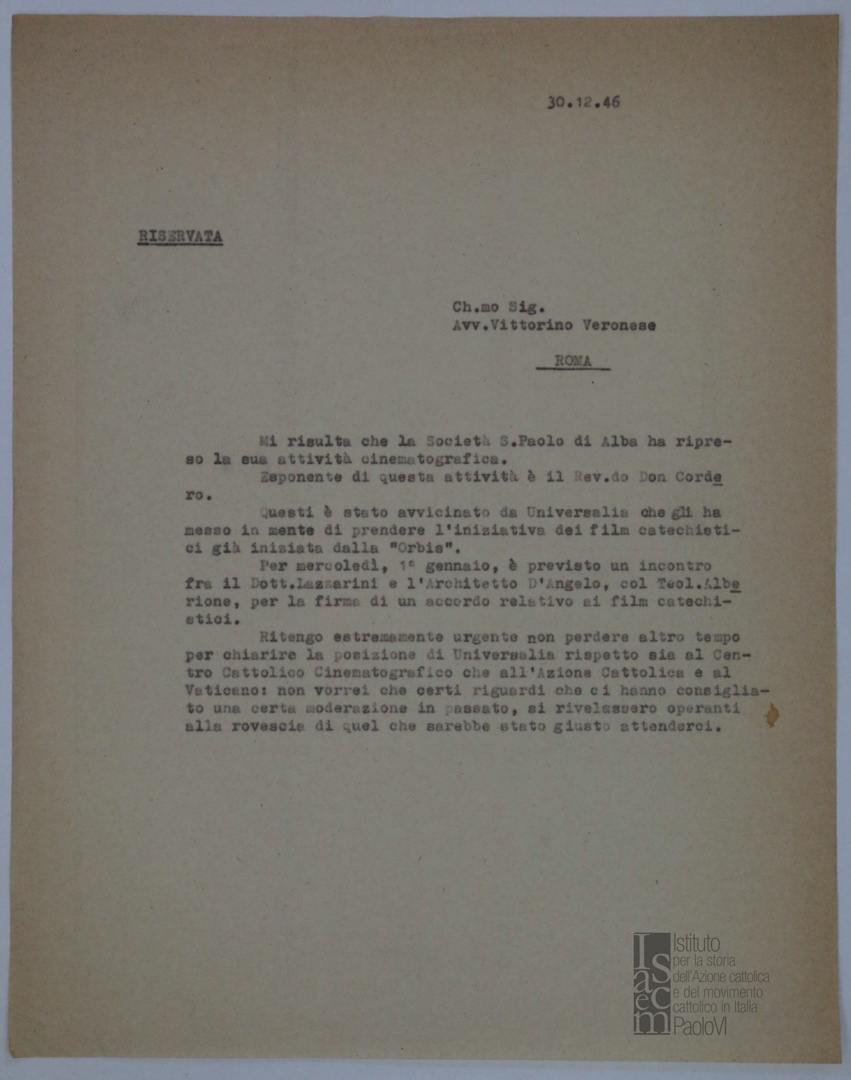 30.12.46
RISERVATA
Ch.mo Sig.
Avv.Vittorino Veronese
ROMA
Mi risulta che la Società S.Paolo di Alba ha ripre-
so la sua attività cinematografica.
Esponente di questa attività è il Rev.do Don Corde
ro.
Questi è stato avvicinato da Universalia che gli ha
messo in mente di prendere l'iniziativa dei film catechisti-
ci già iniziata dalla "Orbis".
Per mercoledì, 1° gennaio, è previsto un incontro
fra il Dott.Lazzarini e l'Architetto D'Angelo, col Teol.Albe
rione, per la firma di un accordo relativo ai film catechi-
stici.
Ritengo estremamente urgente non perdere altro tempo
per chiarire la posizione di Universalia rispetto sia al Cen-
tro Cattolico Cinematografico che all'Azione Cattolica e al
Vaticano: non vorrei che certi riguardi che ci hanno consiglia-
to una certa moderazione in passato, si rivelassero operanti
alla rovescia di quel che sarebbe stato giusto attenderci.
Isacem
Istituto
per la storia
dell'Azione cattolica
e del movimento
cattolico in Italia
PaoloVI